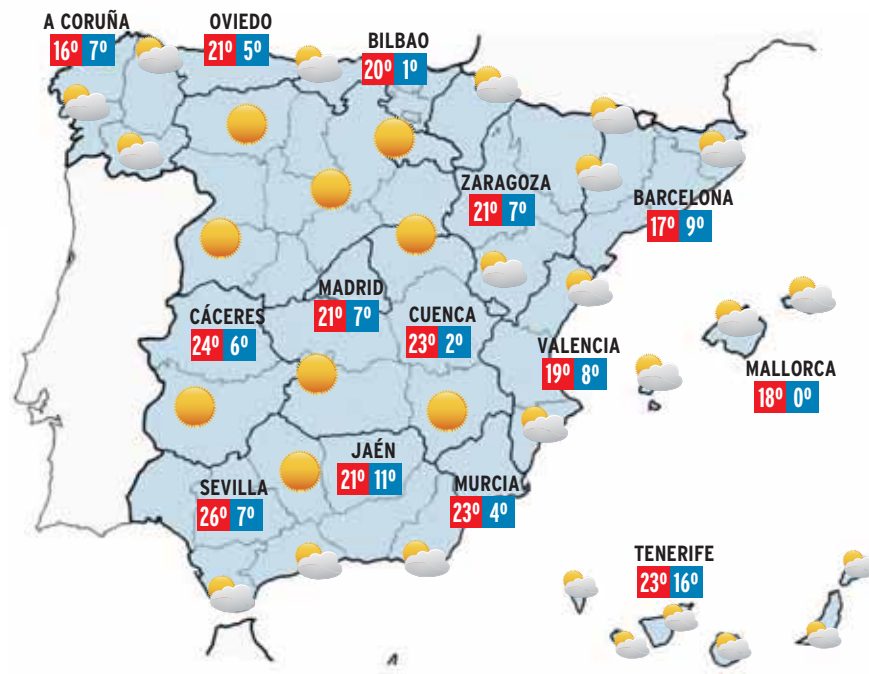 A CORUÑA
16º 7º
OVIEDO
21º 5º
BILBAO
20º 1º
ZARAGOZA
21º 7º
BARCELONA
17º 9º
MADRID
21º 7º
CÁCERES
24º 6º
CUENCA
23º 2º
VALENCIA
19º 8º
MALLORCA
18º 0º
JAÉN
21º 11º
SEVILLA
26º 7º
MURCIA
23º 4º
TENERIFE
23º 16º